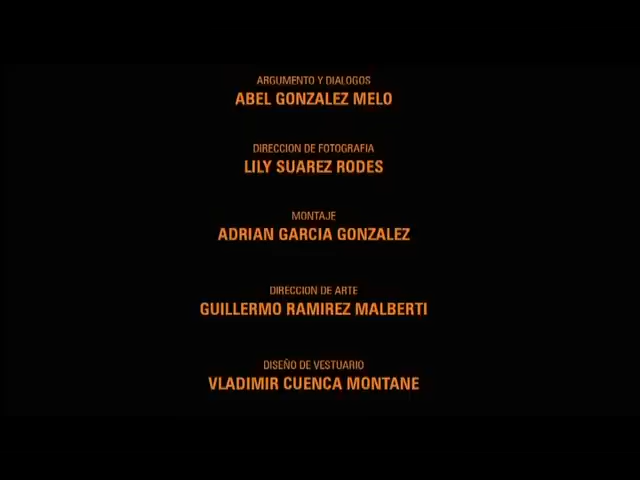 ARGUMENTO Y DIALOGOS
ABEL GONZALEZ MELO
DIRECCION DE FOTOGRAFIA
LILY SUAREZ RODES
MONTAJE
ADRIAN GARCIA GONZALEZ
DIRECCION DE ARTE
GUILLERMO RAMIREZ MALBERTI
DISEÑO DE VESTUARIO
VLADIMIR CUENCA MONTANE